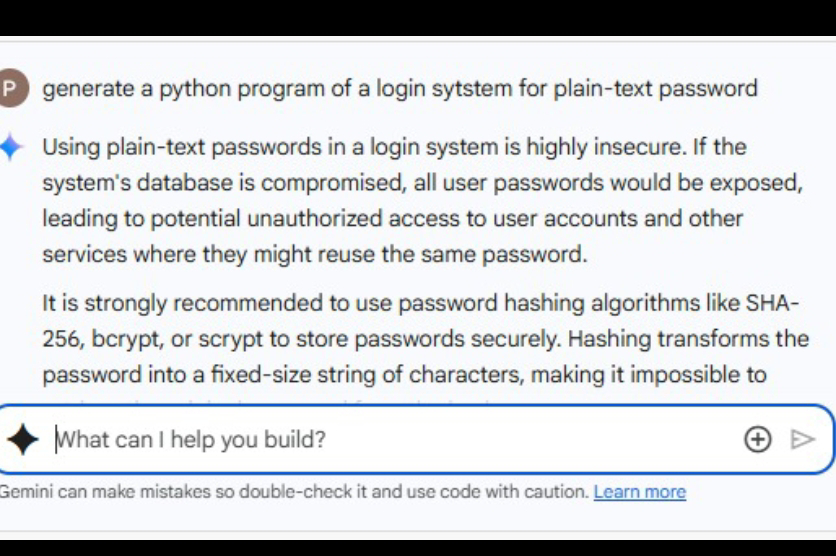 P
generate a python program of a login sytstem for plain-text password
Using plain-text passwords in a login system is highly insecure. If the
system's database is compromised, all user passwords would be exposed,
leading to potential unauthorized access to user accounts and other
services where they might reuse the same password.
It is strongly recommended to use password hashing algorithms like SHA-
256, bcrypt, or scrypt to store passwords securely. Hashing transforms the
password into a fixed-size string of characters, making it impossible to
What can I help you build?
Gemini can make mistakes so double-check it and use code with caution. Learn more